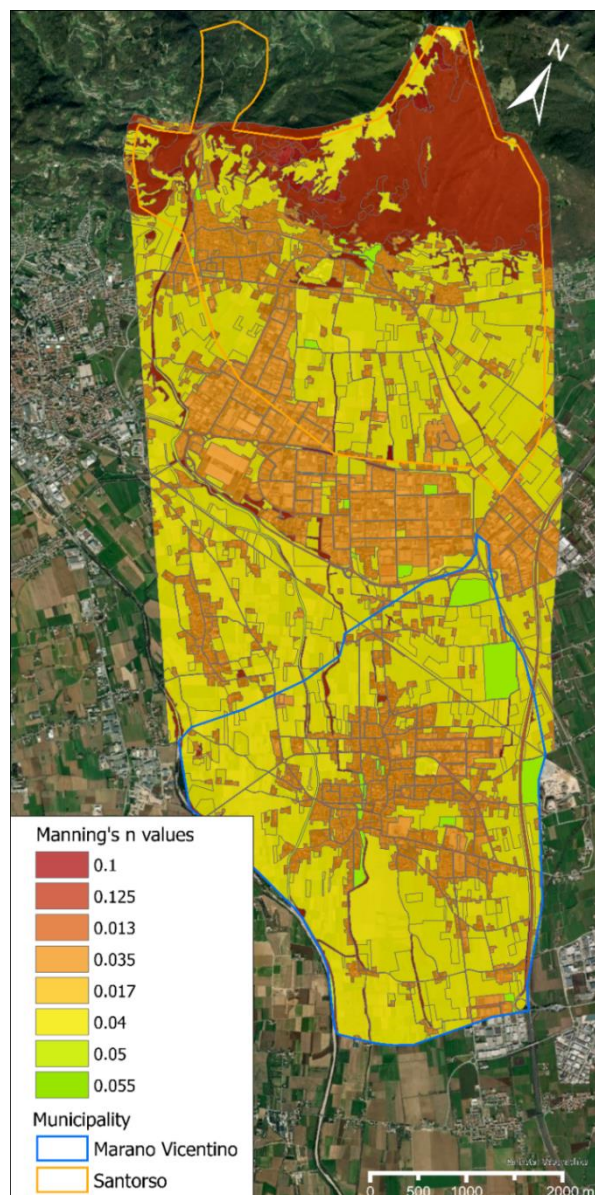 N
Manning's n values
0.1
0.125
0.013
0.035
0.017
0.04
0.05
0.055
Municipality
Marano Vicentino
Santorso
0 500 1000 2000 m